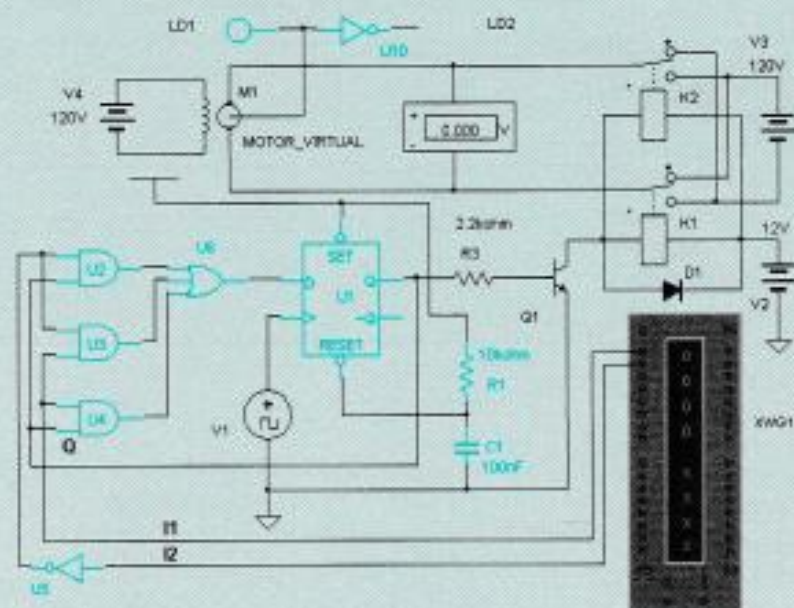 LD1
LD2
U10
V3
120V
V4
120V
M1
K2
0.000 V
MOTOR_VIRTUAL
2.2kohm
K1
12V
U6
R3
SET
U2
U1
D1
Q1
V2
U3
RESET
10kohm
R1
U4
V1
XWG1
Q
C1
100nF
I1
I2
U5